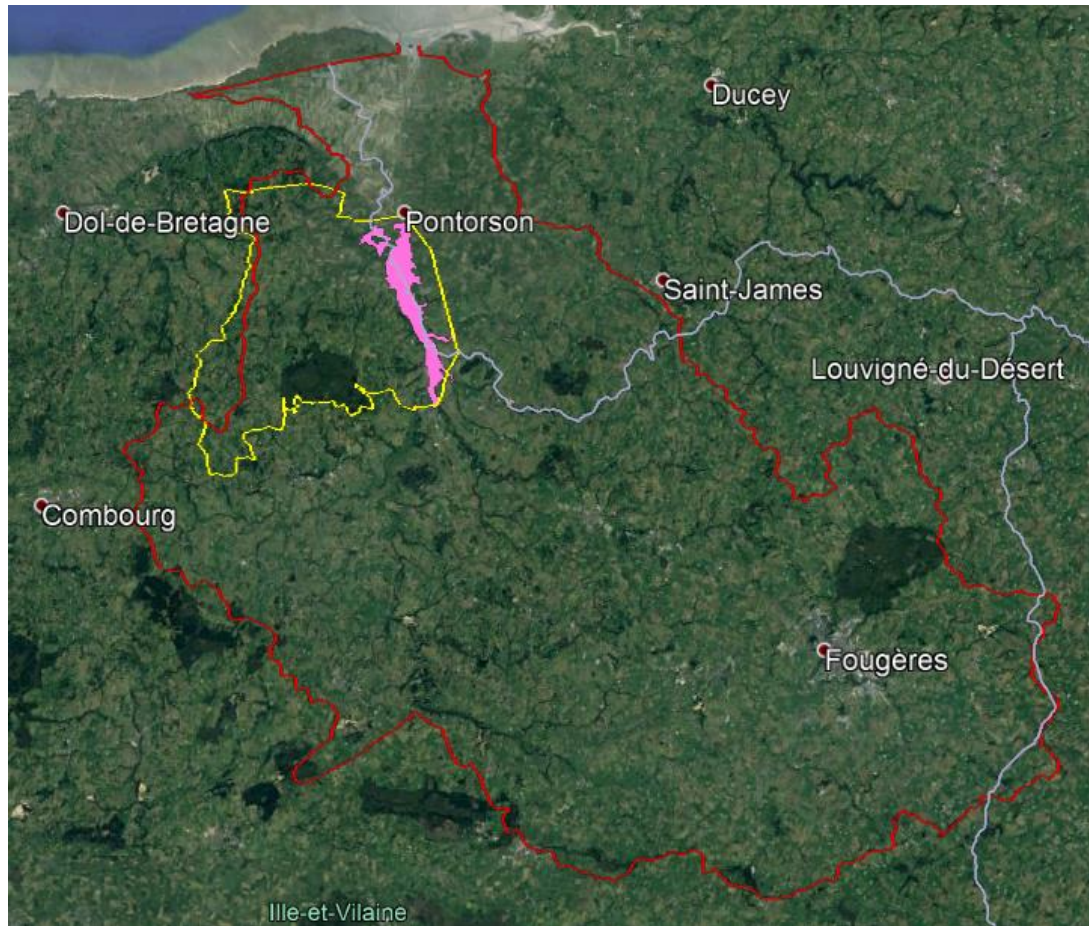 Ducey
Dol-de-Bretagne
Pontorson
Saint-James
Louvigné-du-Désert
Combourg
Fougères
Ille-et-Vilaine